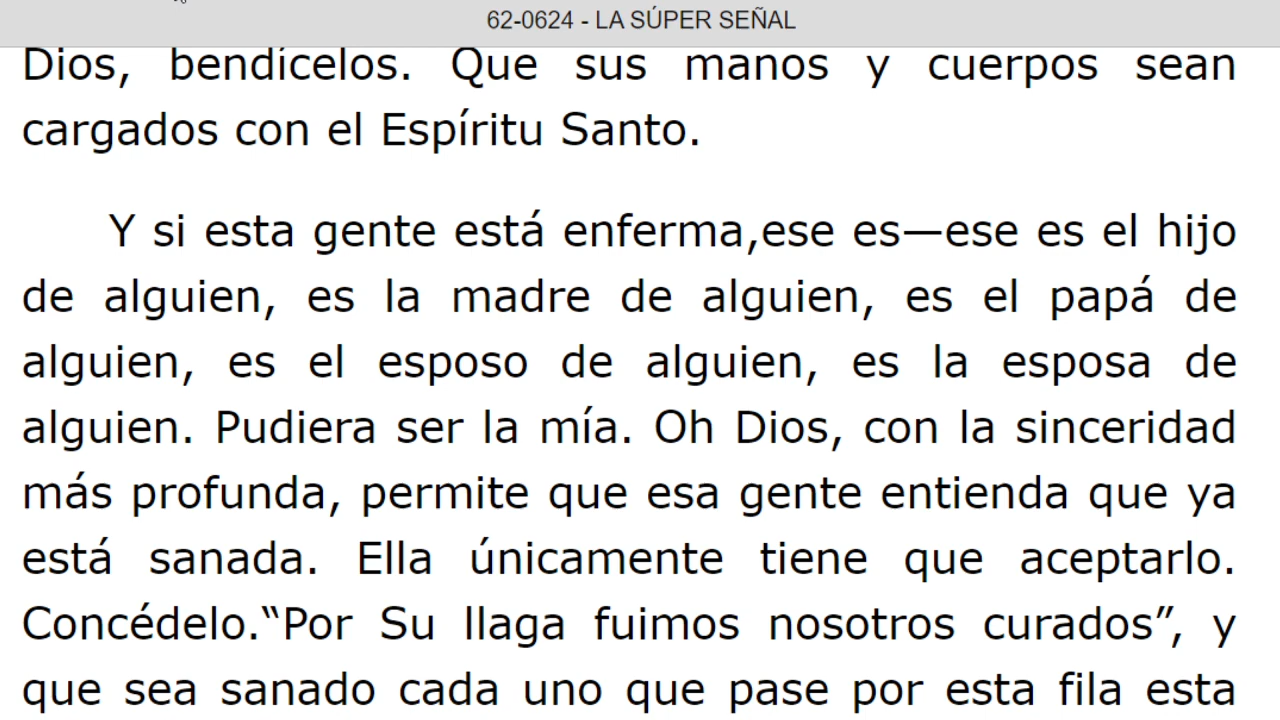 62-0624 - LA SÚPER SEÑAL
Dios, bendícelos. Que sus manos y cuerpos sean
cargados con el Espíritu Santo.
Y si esta gente está enferma,ese es—ese es el hijo
de alguien, es la madre de alguien, es el papá de
alguien, es el esposo de alguien, es la esposa de
alguien. Pudiera ser la mía. Oh Dios, con la sinceridad
más profunda, permite que esa gente entienda que ya
está sanada. Ella únicamente tiene que aceptarlo.
Concédelo.“Por Su llaga fuimos nosotros curados”, y
que sea sanado cada uno que pase por esta fila esta